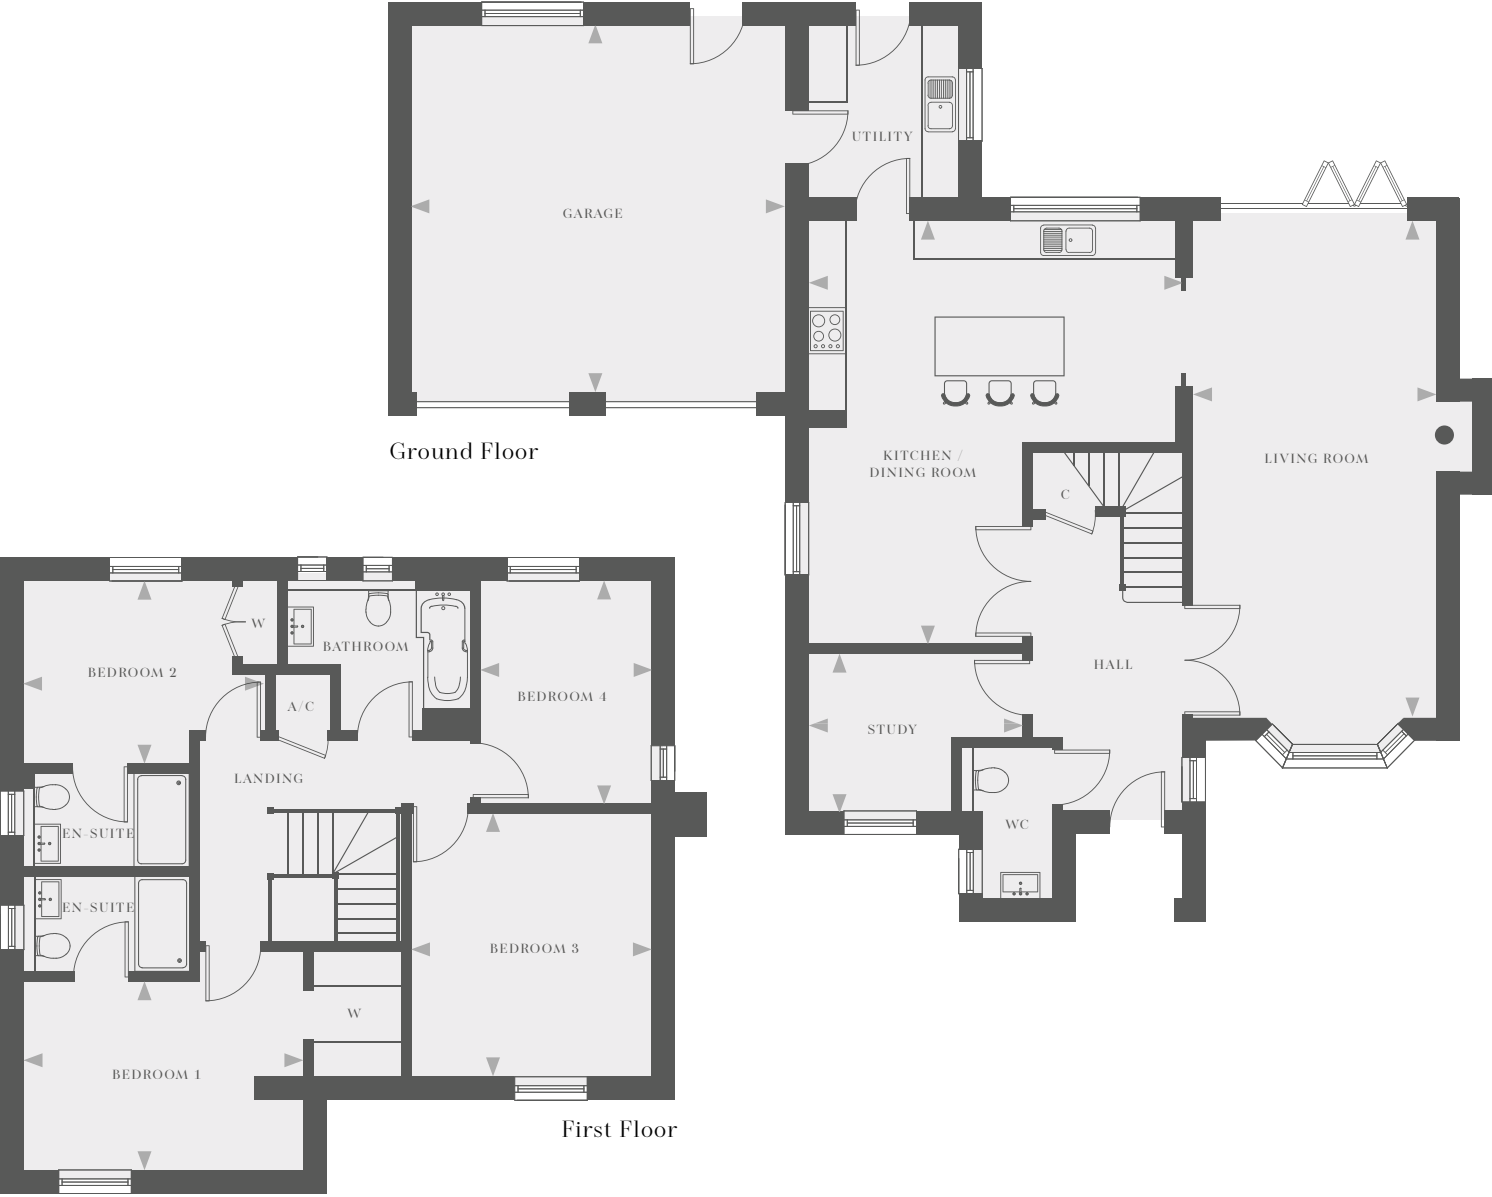 UTILITY
GARAGE
Ground Floor
KITCHEN /
DINING ROOM
LIVING ROOM
C
HALL
STUDY
WC
W
BATHROOM
BEDROOM 2
BEDROOM 4
A/C
LANDING
EN-SUITE
EN-SUITE
BEDROOM 3
W
BEDROOM 1
First Floor